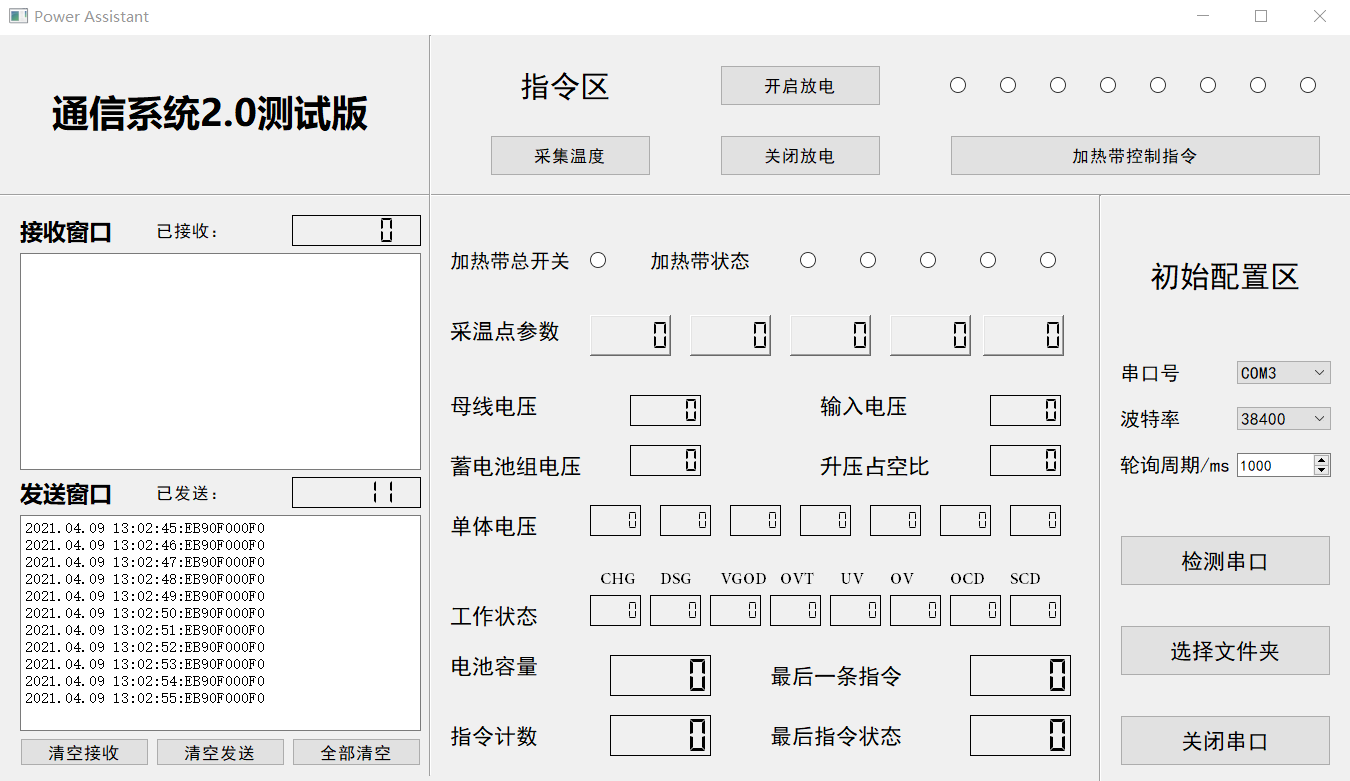 Power Assistant
通信系统2.0测试版
指令区
开启放电
采集温度
关闭放电
加热带控制指令
接收窗口 已接收: 0
发送窗口 已发送: 11
2021.04.09 13:02:45:EB90F000F0
2021.04.09 13:02:46:EB90F000F0
2021.04.09 13:02:47:EB90F000F0
2021.04.09 13:02:48:EB90F000F0
2021.04.09 13:02:49:EB90F000F0
2021.04.09 13:02:50:EB90F000F0
2021.04.09 13:02:51:EB90F000F0
2021.04.09 13:02:52:EB90F000F0
2021.04.09 13:02:53:EB90F000F0
2021.04.09 13:02:54:EB90F000F0
2021.04.09 13:02:55:EB90F000F0
清空接收 清空发送 全部清空
加热带总开关 加热带状态
采温点参数 0 0 0 0 0
母线电压 0 输入电压 0
蓄电池组电压 0 升压占空比 0
单体电压 0 0 0 0 0 0 0
CHG DSG VGOD OVT UV OV OCD SCD
工作状态 0 0 0 0 0 0 0 0
电池容量 0 最后一条指令 0
指令计数 0 最后指令状态 0
初始配置区
串口号 COM3
波特率 38400
轮询周期/ms 1000
检测串口
选择文件夹
关闭串口